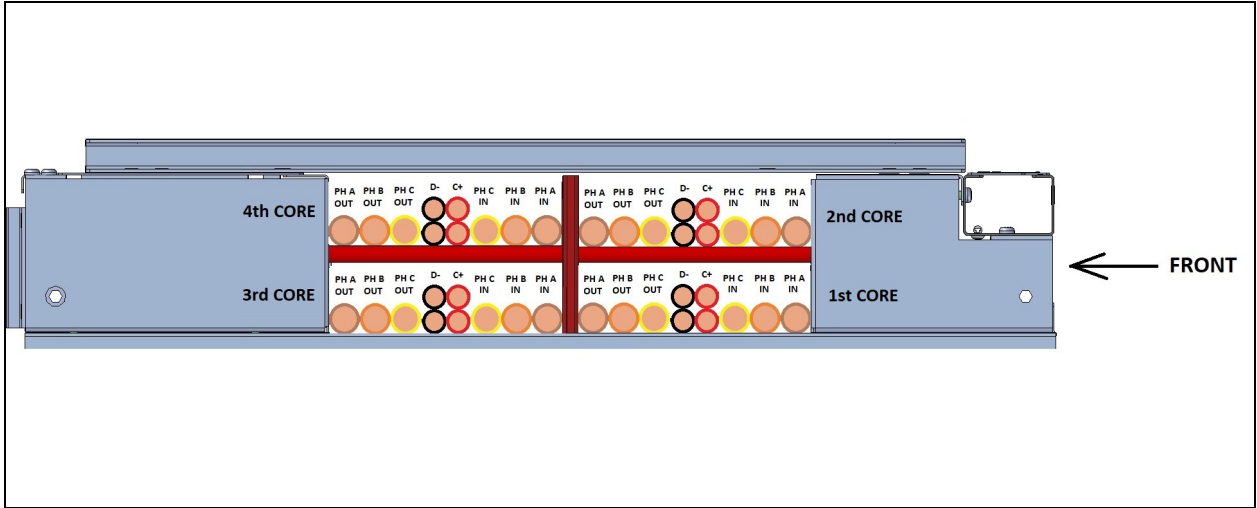 4th CORE
PH A PH B PH C D- C+ PH C PH B PH A
OUT OUT OUT IN IN IN
PH A PH B PH C D- C+ PH C PH B PH A
OUT OUT OUT IN IN IN
2nd CORE
FRONT
3rd CORE
PH A PH B PH C D- C+ PH C PH B PH A
OUT OUT OUT IN IN IN
PH A PH B PH C D- C+ PH C PH B PH A
OUT OUT OUT IN IN IN
1st CORE